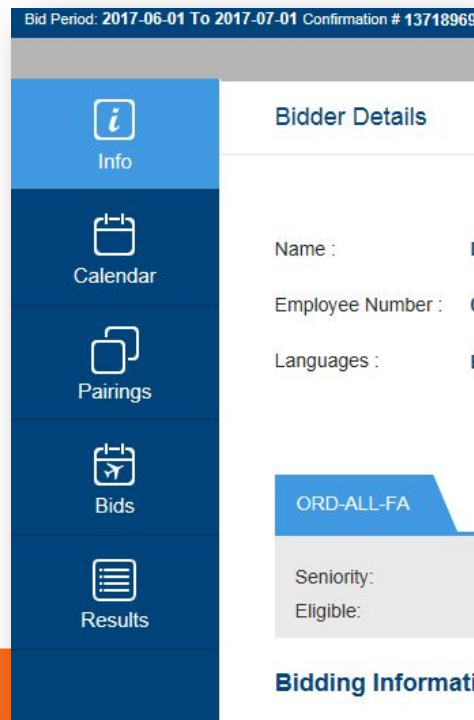 Bid Period: 2017-06-01 To 2017-07-01 Confirmation # 13718969
Info
Calendar
Pairings
Bids
Results
Bidder Details
Name :
Employee Number :
Languages :
ORD-ALL-FA
Seniority:
Eligible:
Bidding